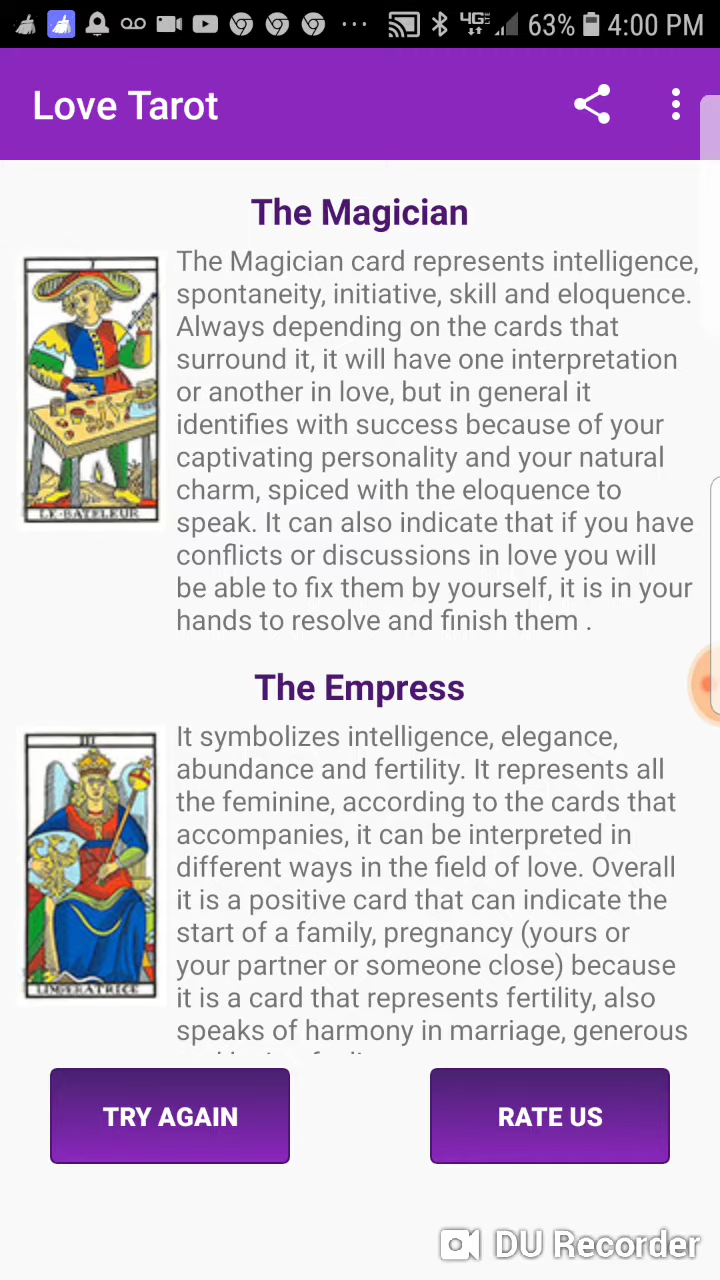 63% 4:00 PM
Love Tarot
The Magician
I
The Magician card represents intelligence,
spontaneity, initiative, skill and eloquence.
Always depending on the cards that
surround it, it will have one interpretation
or another in love, but in general it
identifies with success because of your
captivating personality and your natural
charm, spiced with the eloquence to
speak. It can also indicate that if you have
conflicts or discussions in love you will
be able to fix them by yourself, it is in your
hands to resolve and finish them .
LE·BATELEUR
The Empress
III
It symbolizes intelligence, elegance,
abundance and fertility. It represents all
the feminine, according to the cards that
accompanies, it can be interpreted in
different ways in the field of love. Overall
it is a positive card that can indicate the
start of a family, pregnancy (yours or
your partner or someone close) because
it is a card that represents fertility, also
speaks of harmony in marriage, generous
LIMPERATRICE
TRY AGAIN
RATE US
DU Recorder